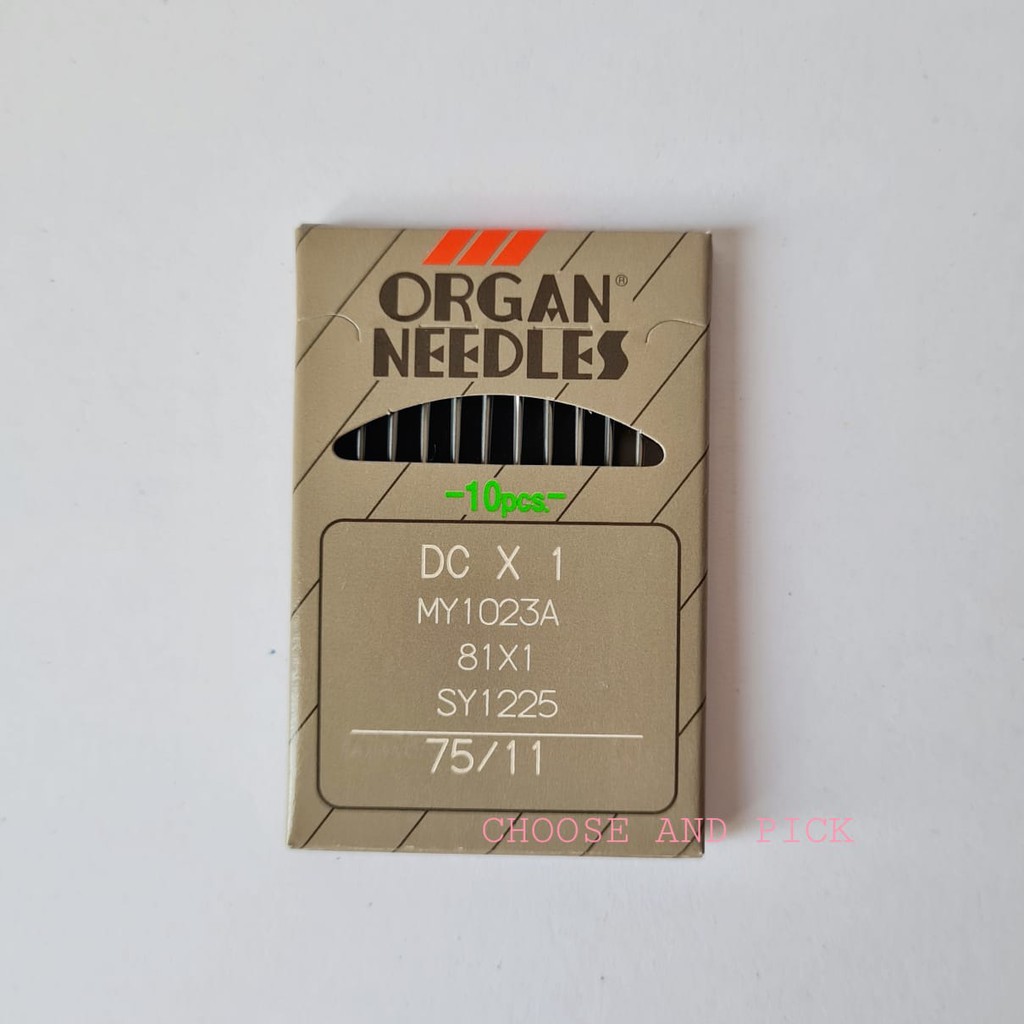 ORGAN®
NEEDLES
-10pcs.-
DC X 1
MY1023A
81X1
SY1225
75/11
CHOOSE AND PICK